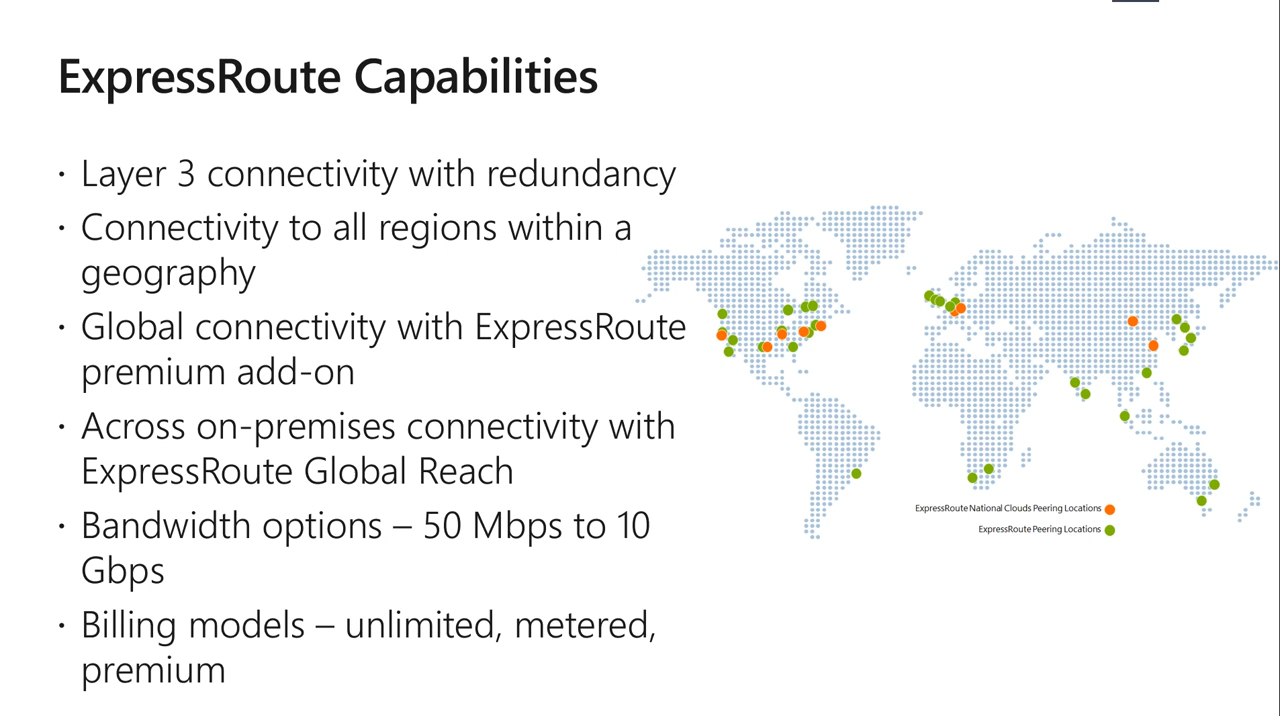 ExpressRoute Capabilities
· Layer 3 connectivity with redundancy
· Connectivity to all regions within a
geography
· Global connectivity with ExpressRoute
premium add-on
· Across on-premises connectivity with
ExpressRoute Global Reach
· Bandwidth options – 50 Mbps to 10
Gbps
· Billing models – unlimited, metered,
premium
ExpressRoute National Clouds Peering Locations
ExpressRoute Peering Locations